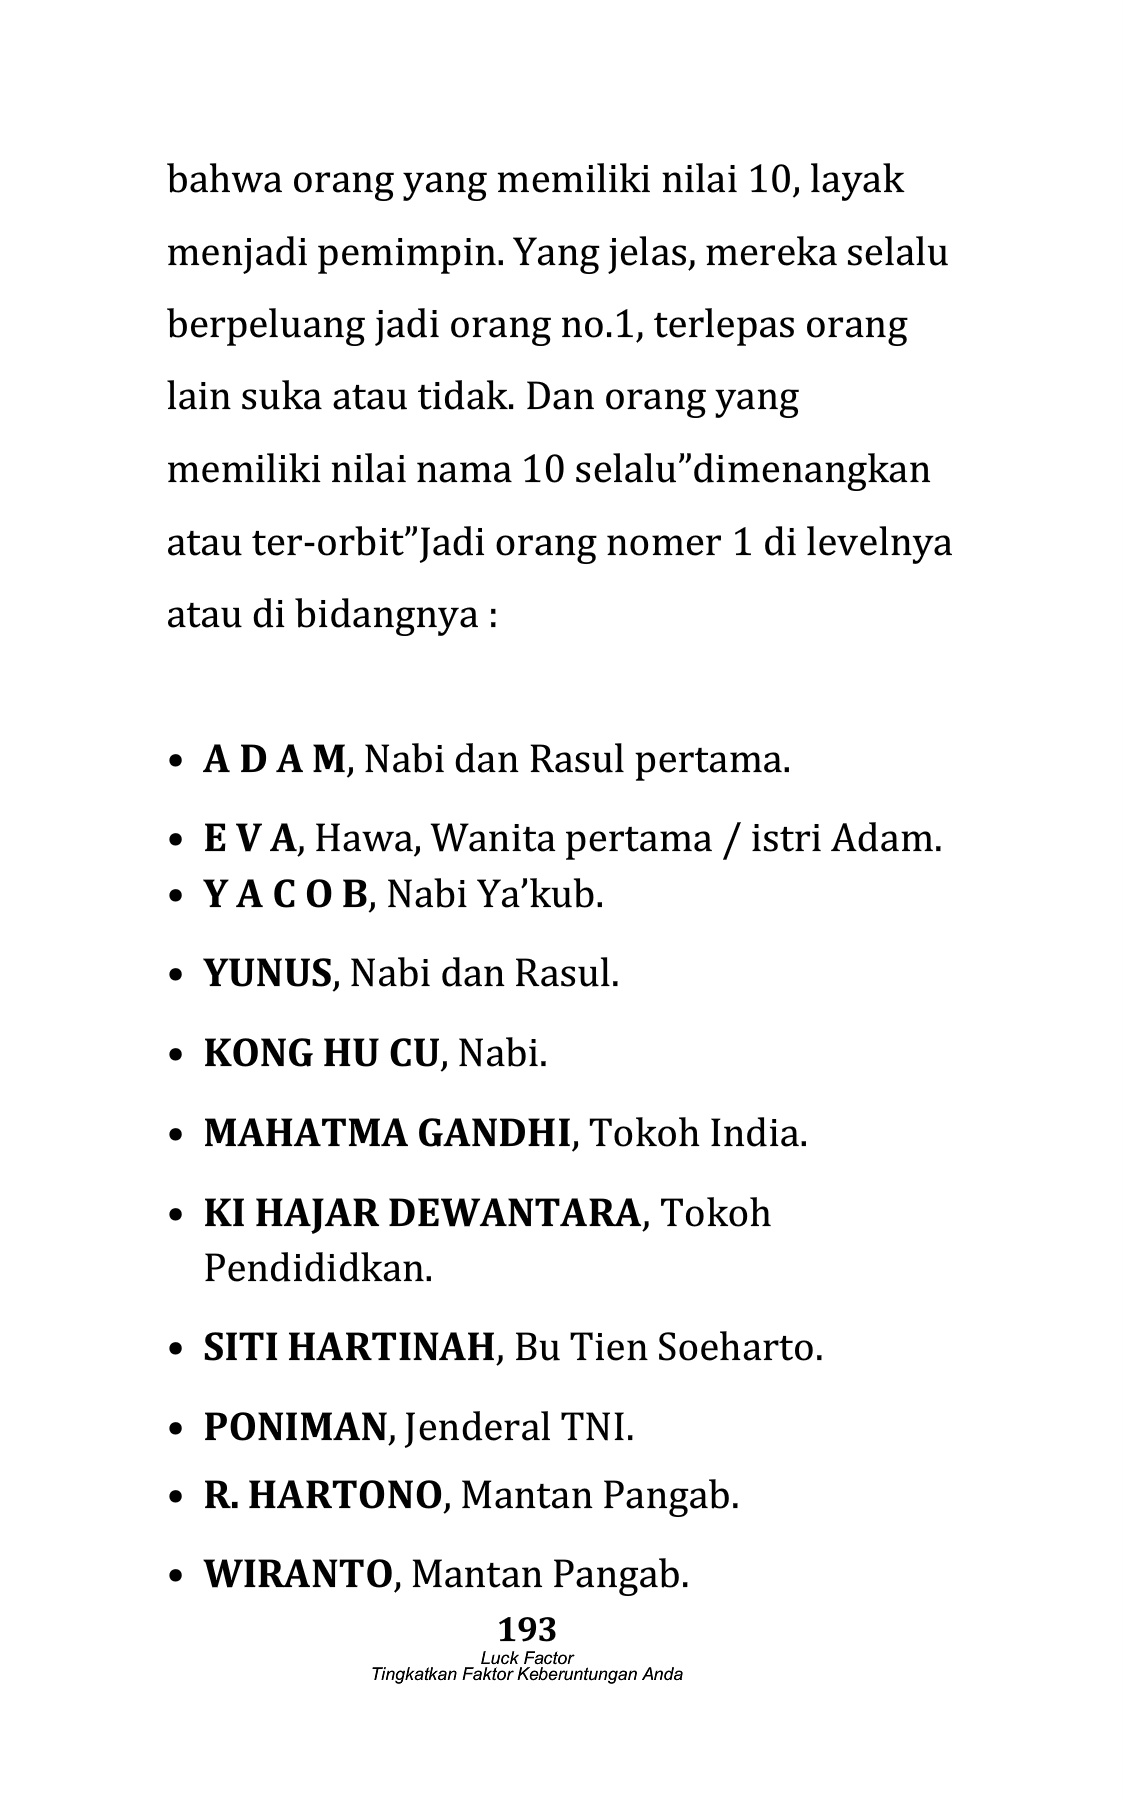 bahwa orang yang memiliki nilai 10, layak
menjadi pemimpin. Yang jelas, mereka selalu
berpeluang jadi orang no.1, terlepas orang
lain suka atau tidak. Dan orang yang
memiliki nilai nama 10 selalu”dimenangkan
atau ter-orbit”Jadi orang nomer 1 di levelnya
atau di bidangnya :
• A D A M, Nabi dan Rasul pertama.
• E V A, Hawa, Wanita pertama / istri Adam.
• Y A C O B, Nabi Ya’kub.
• YUNUS, Nabi dan Rasul.
• KONG HU CU, Nabi.
• MAHATMA GANDHI, Tokoh India.
• KI HAJAR DEWANTARA, Tokoh
Pendididkan.
• SITI HARTINAH, Bu Tien Soeharto.
• PONIMAN, Jenderal TNI.
• R. HARTONO, Mantan Pangab.
• WIRANTO, Mantan Pangab.
193
Luck Factor
Tingkatkan Faktor Keberuntungan Anda